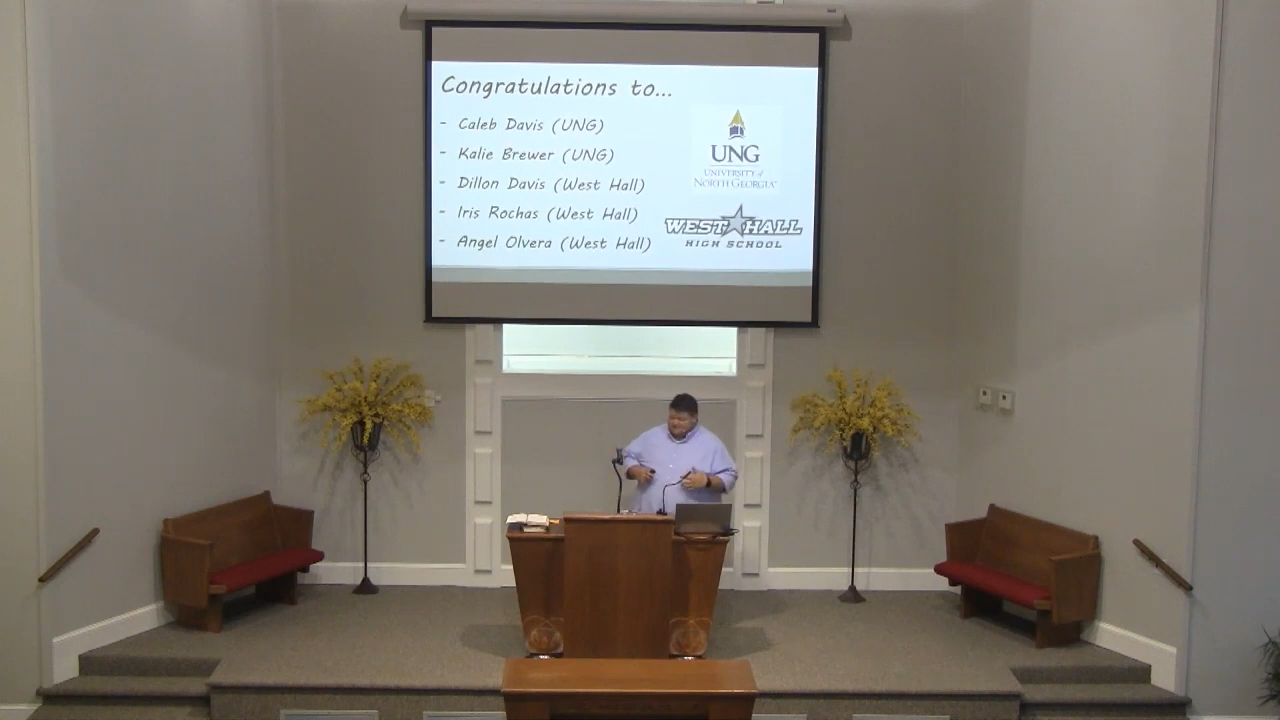 Congratulations to...
- Caleb Davis (UNG)
- Kalie Brewer (UNG)
- Dillon Davis (West Hall)
- Iris Rochas (West Hall)
- Angel Olvera (West Hall)
UNG
UNIVERSITY of
NORTH GEORGIA
WEST HALL
HIGH SCHOOL